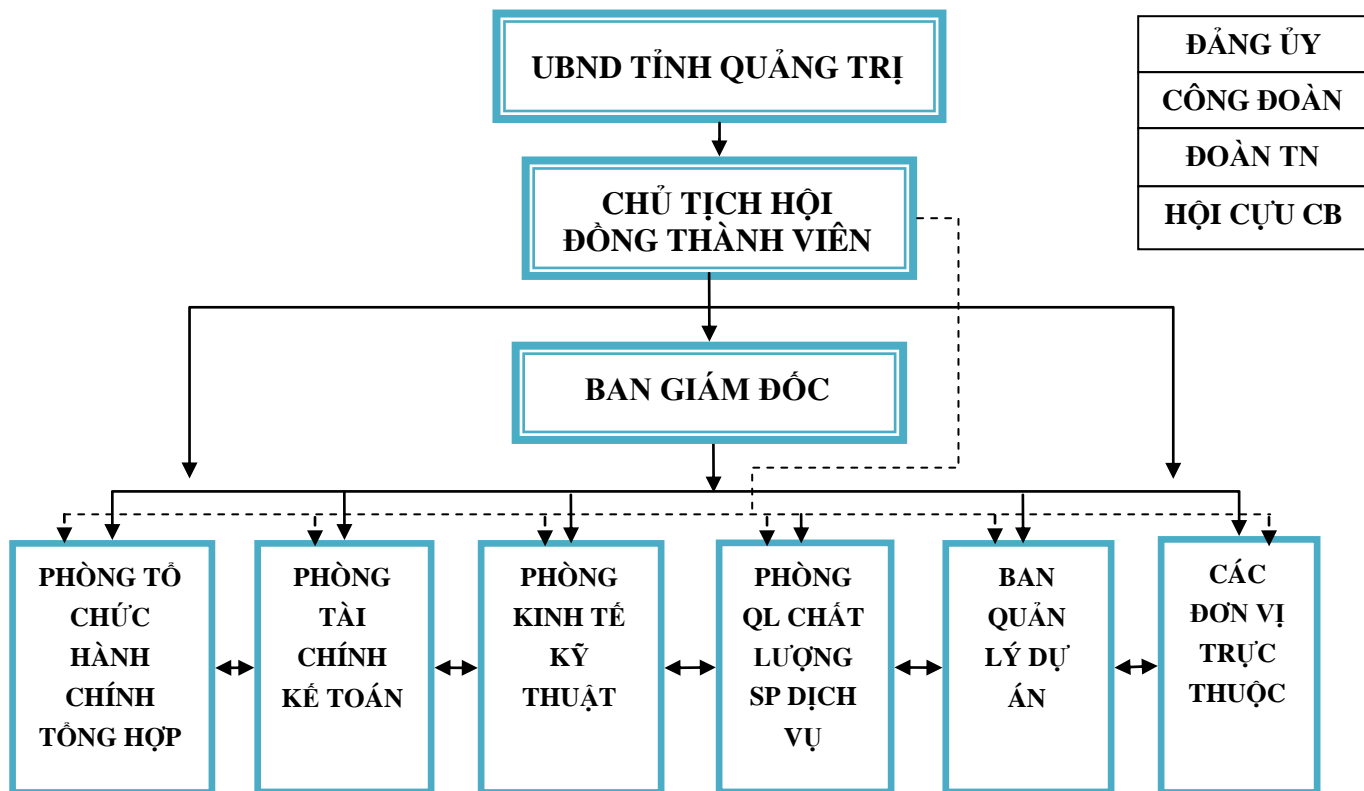 UBND TỈNH QUẢNG TRỊ
ĐẢNG ỦY
CÔNG ĐOÀN
ĐOÀN TN
HỘI CỰU CB
CHỦ TỊCH HỘI
ĐỒNG THÀNH VIÊN
BAN GIÁM ĐỐC
PHÒNG TỔ
CHỨC
HÀNH
CHÍNH
TỔNG HỢP
PHÒNG
TÀI
CHÍNH
KẾ TOÁN
PHÒNG
KINH TẾ
KỸ
THUẬT
PHÒNG
QL CHẤT
LƯỢNG
SP DỊCH
VỤ
BAN
QUẢN
LÝ DỰ
ÁN
CÁC
ĐƠN VỊ
TRỰC
THUỘC